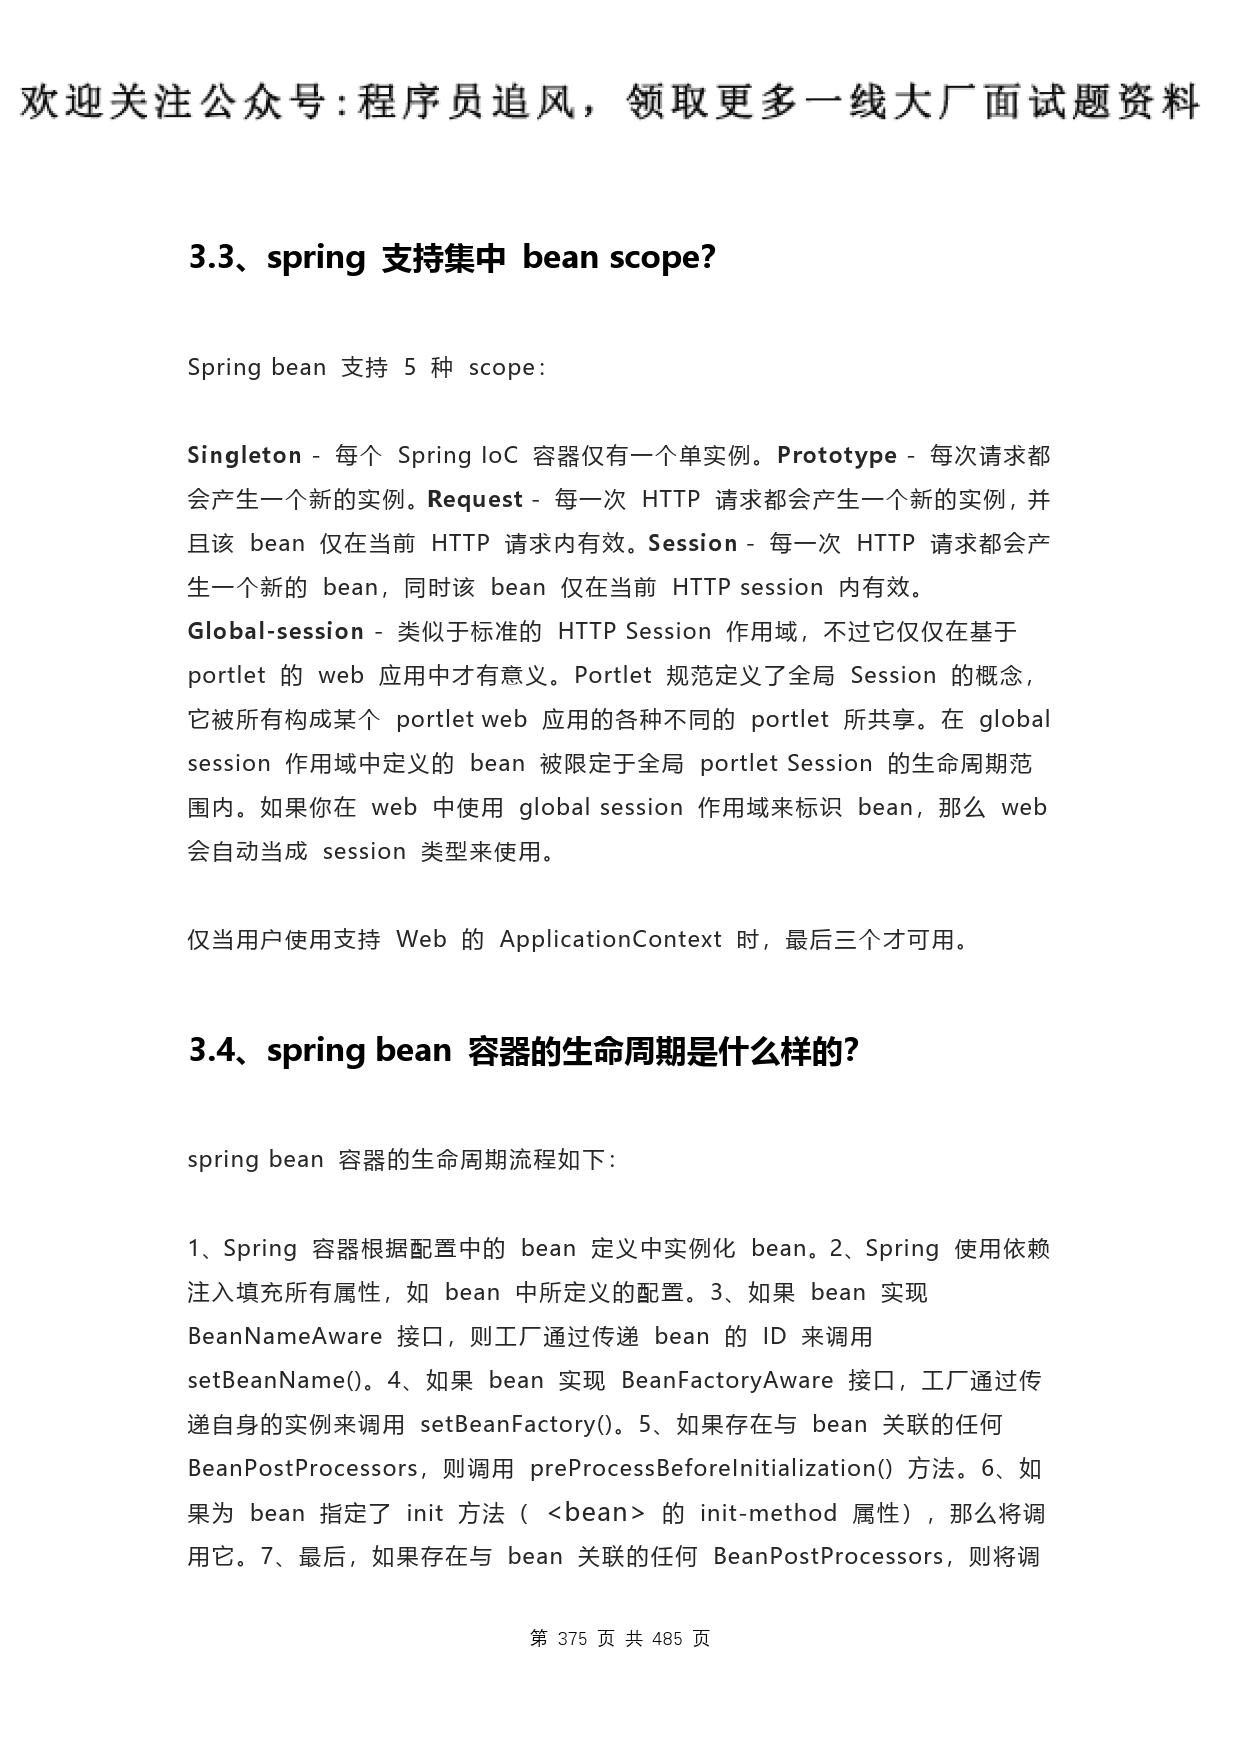 欢迎关注公众号:程序员追风，领取更多一线大厂面试题资料
3.3、spring 支持集中 bean scope？
Spring bean 支持 5 种 scope：
Singleton - 每个 Spring IoC 容器仅有一个单实例。Prototype - 每次请求都
会产生一个新的实例。Request - 每一次 HTTP 请求都会产生一个新的实例，并
且该 bean 仅在当前 HTTP 请求内有效。Session - 每一次 HTTP 请求都会产
生一个新的 bean，同时该 bean 仅在当前 HTTP session 内有效。
Global-session - 类似于标准的 HTTP Session 作用域，不过它仅仅在基于
portlet 的 web 应用中才有意义。Portlet 规范定义了全局 Session 的概念，
它被所有构成某个 portlet web 应用的各种不同的 portlet 所共享。在 global
session 作用域中定义的 bean 被限定于全局 portlet Session 的生命周期范
围内。如果你在 web 中使用 global session 作用域来标识 bean，那么 web
会自动当成 session 类型来使用。
仅当用户使用支持 Web 的 ApplicationContext 时，最后三个才可用。
3.4、spring bean 容器的生命周期是什么样的？
spring bean 容器的生命周期流程如下：
1、Spring 容器根据配置中的 bean 定义中实例化 bean。2、Spring 使用依赖
注入填充所有属性，如 bean 中所定义的配置。3、如果 bean 实现
BeanNameAware 接口，则工厂通过传递 bean 的 ID 来调用
setBeanName()。4、如果 bean 实现 BeanFactoryAware 接口，工厂通过传
递自身的实例来调用 setBeanFactory()。5、如果存在与 bean 关联的任何
BeanPostProcessors，则调用 preProcessBeforeInitialization() 方法。6、如
果为 bean 指定了 init 方法（ <bean> 的 init-method 属性），那么将调
用它。7、最后，如果存在与 bean 关联的任何 BeanPostProcessors，则将调
第 375 页 共 485 页